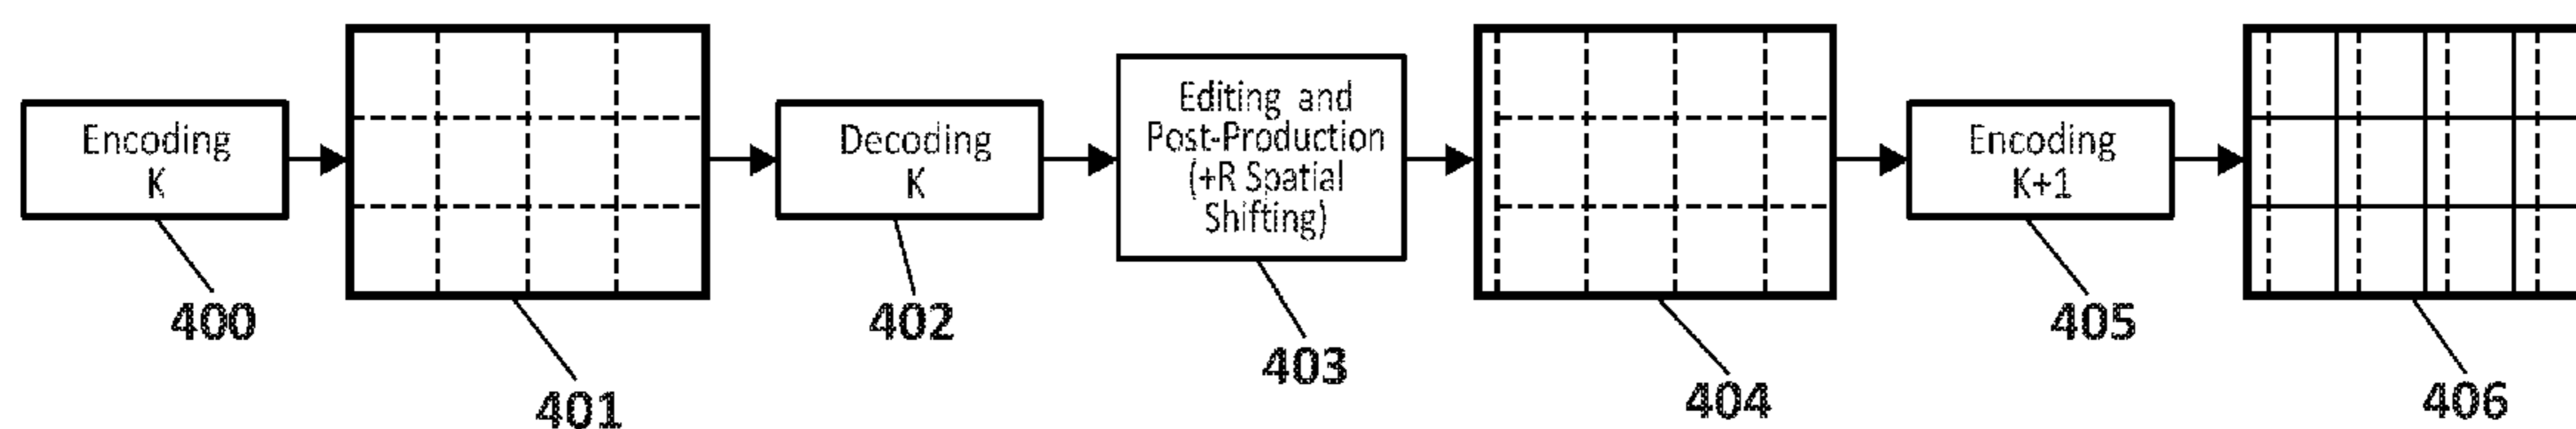 Encoding
K
Decoding
K
Editing and
Post-Production
(+R Spatial
Shifting)
Encoding
K+1
400
401
402
403
404
405
406